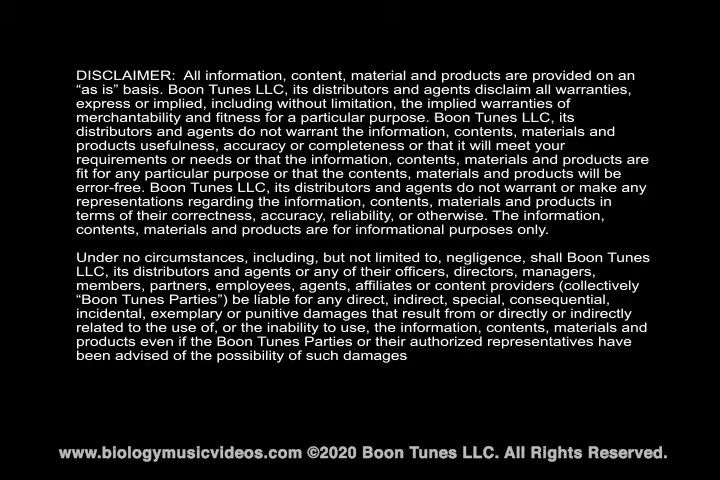 DISCLAIMER:  All information, content, material and products are provided on an
“as is” basis. Boon Tunes LLC, its distributors and agents disclaim all warranties,
express or implied, including without limitation, the implied warranties of
merchantability and fitness for a particular purpose. Boon Tunes LLC, its
distributors and agents do not warrant the information, contents, materials and
products usefulness, accuracy or completeness or that it will meet your
requirements or needs or that the information, contents, materials and products are
fit for any particular purpose or that the contents, materials and products will be
error-free. Boon Tunes LLC, its distributors and agents do not warrant or make any
representations regarding the information, contents, materials and products in
terms of their correctness, accuracy, reliability, or otherwise. The information,
contents, materials and products are for informational purposes only.
Under no circumstances, including, but not limited to, negligence, shall Boon Tunes
LLC, its distributors and agents or any of their officers, directors, managers,
members, partners, employees, agents, affiliates or content providers (collectively
“Boon Tunes Parties”) be liable for any direct, indirect, special, consequential,
incidental, exemplary or punitive damages that result from or directly or indirectly
related to the use of, or the inability to use, the information, contents, materials and
products even if the Boon Tunes Parties or their authorized representatives have
been advised of the possibility of such damages
www.biologymusicvideos.com ©2020 Boon Tunes LLC. All Rights Reserved.